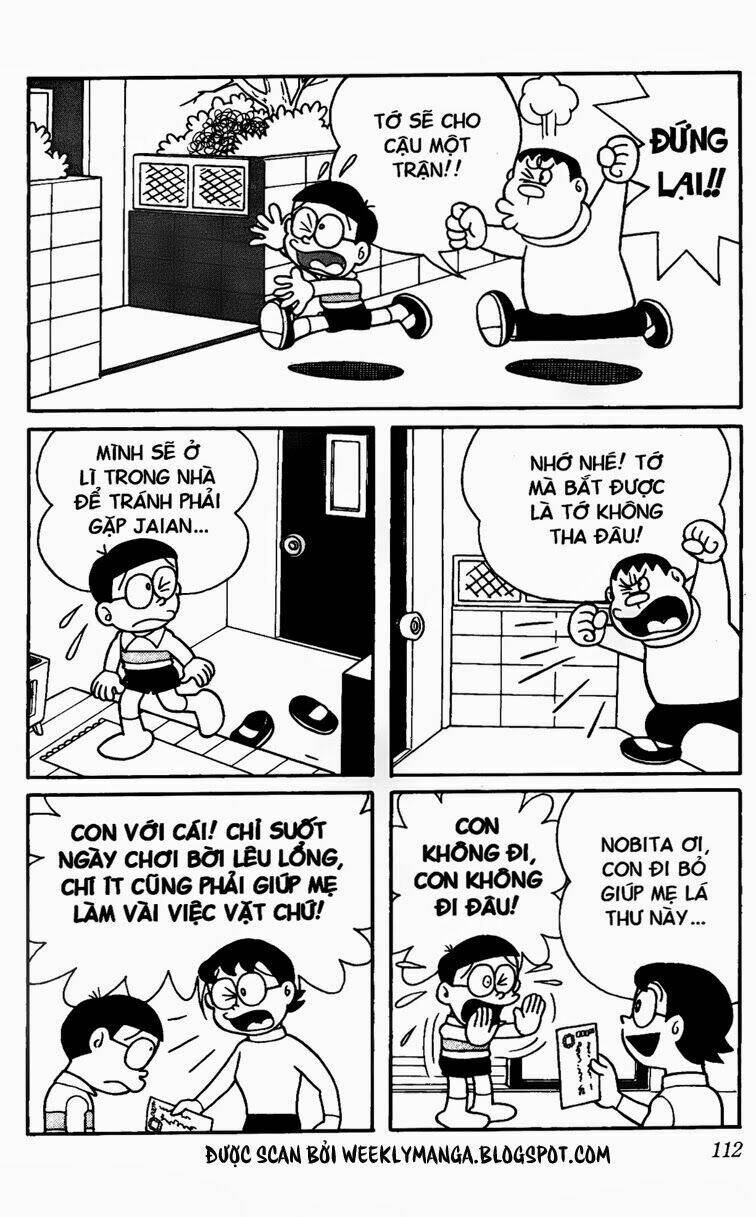 ĐỨNG
LẠI!!
TỚ SẼ CHO
CẬU MỘT
TRẬN!!
NHỚ NHÉ! TỚ
MÀ BẮT ĐƯỢC
LÀ TỚ KHÔNG
THA ĐÂU!
MÌNH SẼ Ở
LÌ TRONG NHÀ
ĐỂ TRÁNH PHẢI
GẶP JAIAN...
NOBITA ƠI,
CON ĐI BỎ
GIÚP MẸ LÁ
THƯ NÀY...
CON
KHÔNG ĐI,
CON KHÔNG
ĐI ĐÂU!
CON VỚI CÁI! CHỈ SUỐT
NGÀY CHƠI BỜI LÊU LỔNG,
CHÍ ÍT CŨNG PHẢI GIÚP MẸ
LÀM VÀI VIỆC VẶT CHỨ!
ĐƯỢC SCAN BỞI WEEKLYMANGA.BLOGSPOT.COM
112